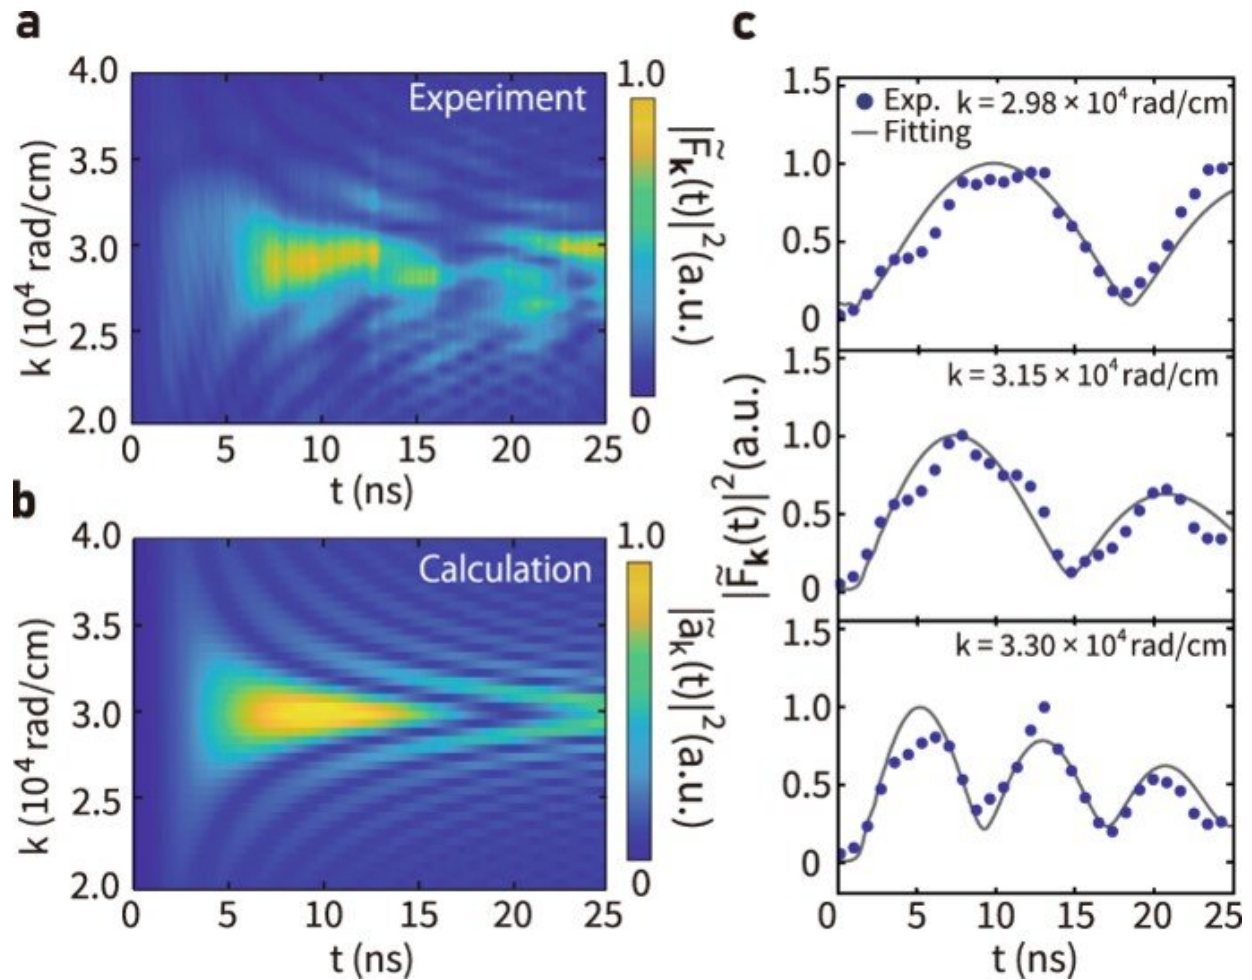 a
4.0
3.5
3.0
2.5
2.0
k (10⁴ rad/cm)
Experiment
1.0
0
|F̃ₖ(t)|² (a.u.)
0 5 10 15 20 25
t (ns)
b
4.0
3.5
3.0
2.5
2.0
k (10⁴ rad/cm)
Calculation
1.0
0
|ãₖ(t)|² (a.u.)
0 5 10 15 20 25
t (ns)
c
|F̃ₖ(t)|² (a.u.)
1.5
1.0
0.5
0
Exp. k = 2.98 × 10⁴ rad/cm
Fitting
1.5
1.0
0.5
0
k = 3.15 × 10⁴ rad/cm
1.5
1.0
0.5
0
k = 3.30 × 10⁴ rad/cm
0 5 10 15 20 25
t (ns)